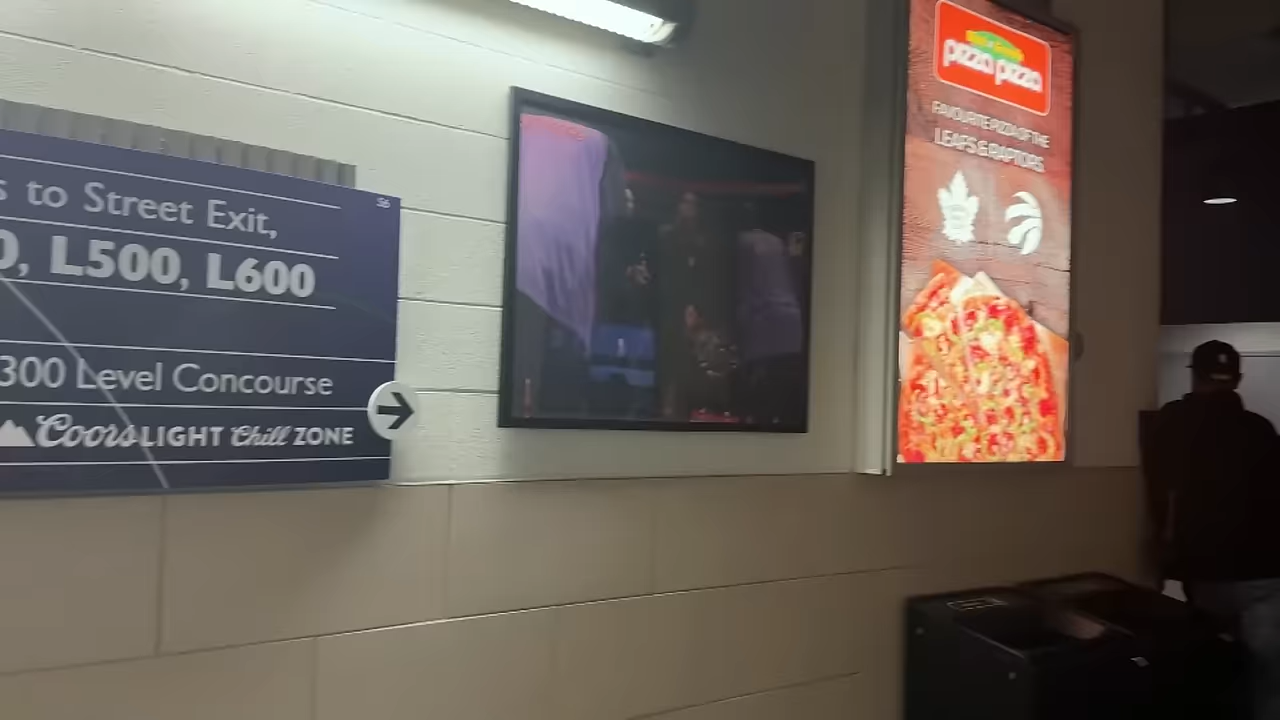 s to Street Exit,
0, L500, L600
300 Level Concourse
Coors LIGHT Chill ZONE
pizza pizza
FAVOURITE PIZZA OF THE
LEAFS & RAPTORS